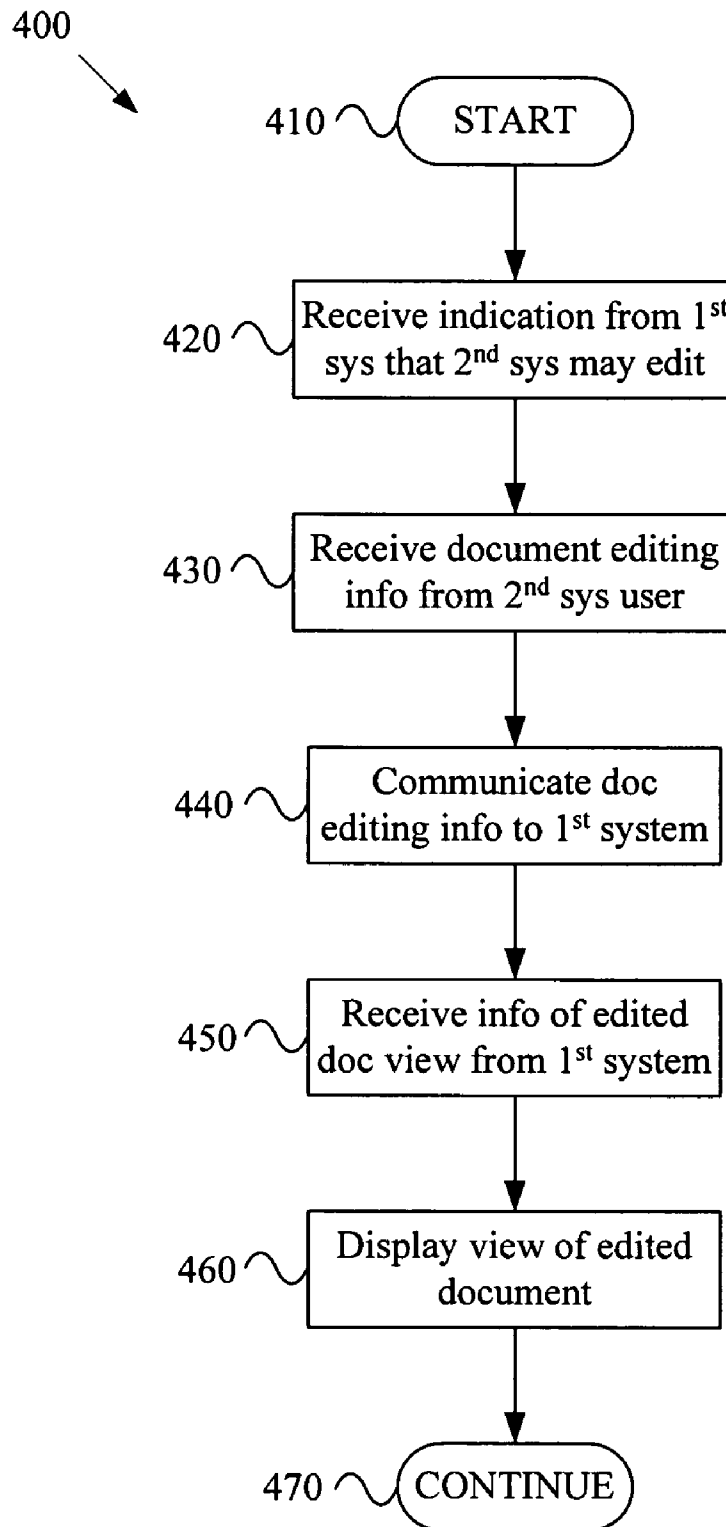 400
410 START
420 Receive indication from 1st
sys that 2nd sys may edit
430 Receive document editing
info from 2nd sys user
440 Communicate doc
editing info to 1st system
450 Receive info of edited
doc view from 1st system
460 Display view of edited
document
470 CONTINUE